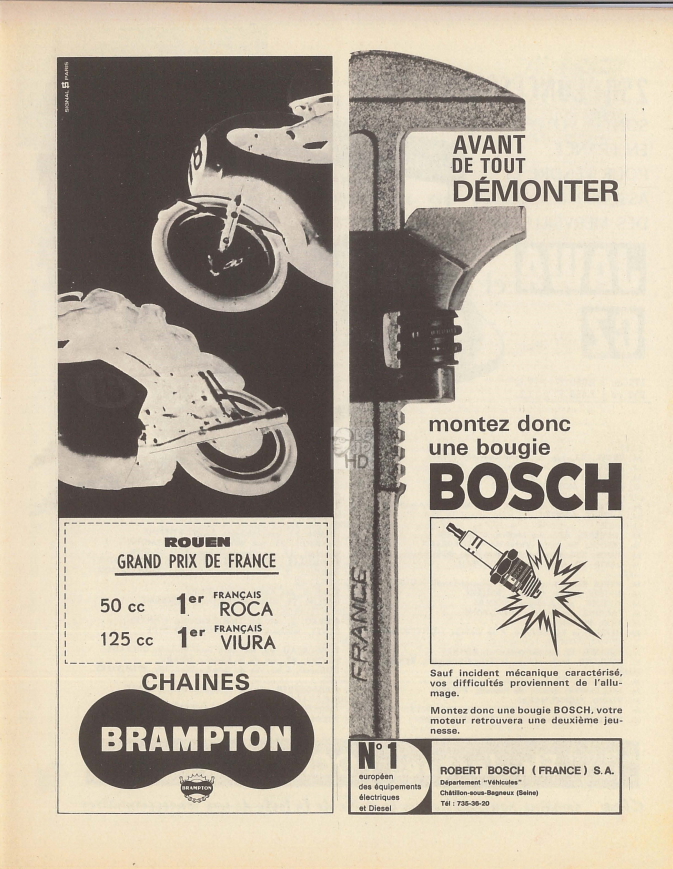 SIGNAL PARIS
8
ROUEN
GRAND PRIX DE FRANCE
50 cc 1er FRANÇAIS ROCA
125 cc 1er FRANÇAIS VIURA
CHAINES
BRAMPTON
BRAMPTON
AVANT
DE TOUT
DÉMONTER
FRANCE
HD
montez donc
une bougie
BOSCH
Sauf incident mécanique caractérisé,
vos difficultés proviennent de l'allu-
mage.
Montez donc une bougie BOSCH, votre
moteur retrouvera une deuxième jeu-
nesse.
N° 1
européen
des équipements
électriques
et Diesel
ROBERT BOSCH (FRANCE) S.A.
Département "Véhicules"
Châtillon-sous-Bagneux (Seine)
Tél : 735-36-20